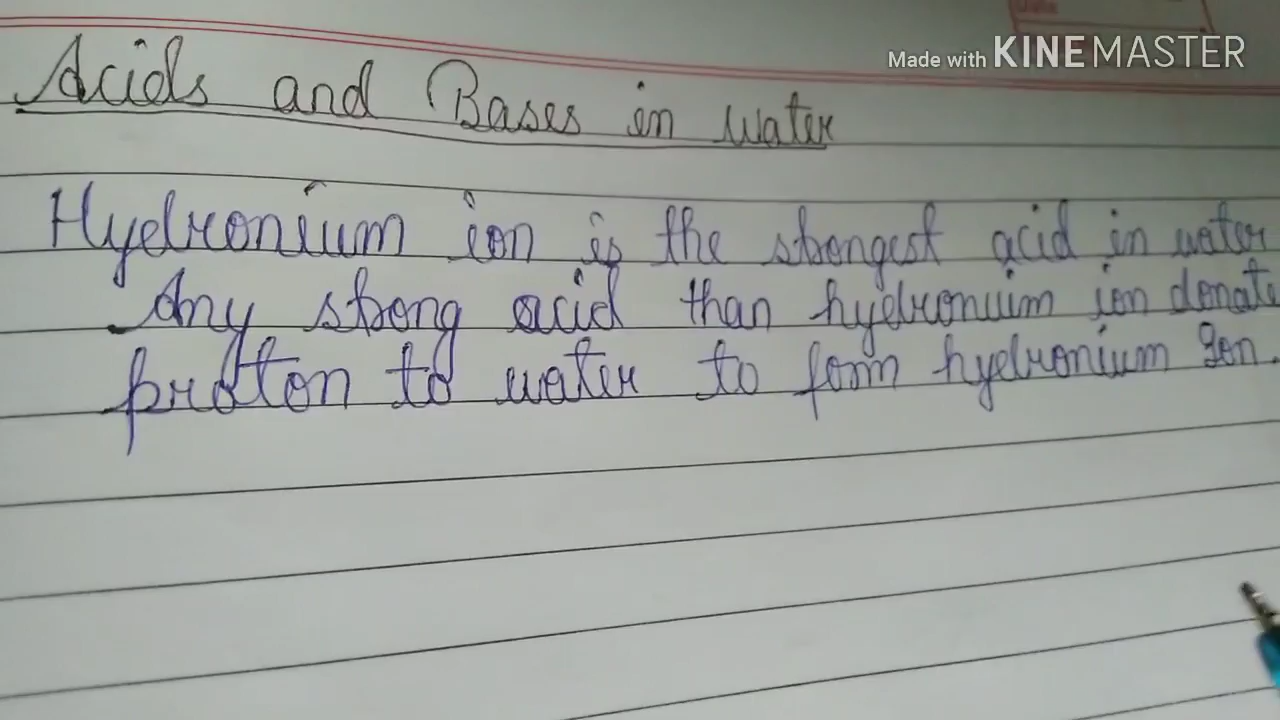 Made with KINEMASTER
Acids and Bases in water
Hydronium ion is the strongest acid in water
Any strong acid than hydronium ion donate
proton to water to form hydronium Ion.